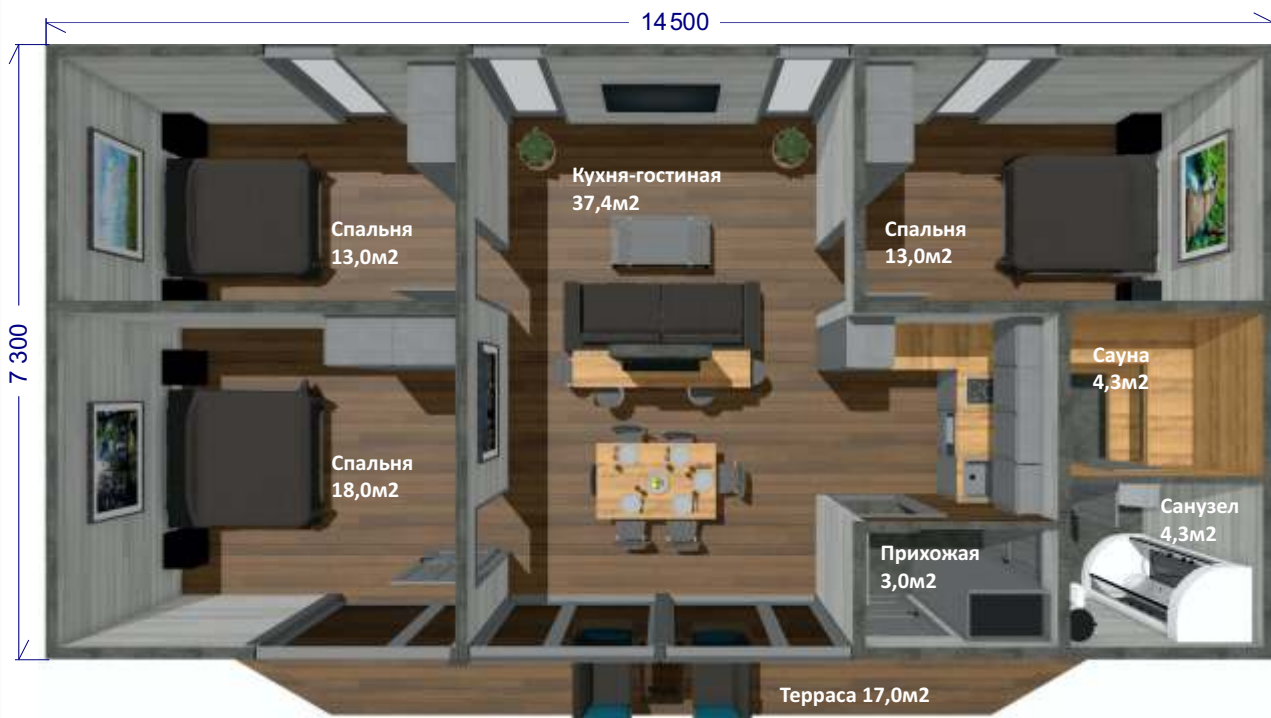 14 500
7 300
Кухня-гостиная
37,4м2
Спальня
13,0м2
Спальня
13,0м2
Спальня
18,0м2
Сауна
4,3м2
Санузел
4,3м2
Прихожая
3,0м2
Терраса 17,0м2